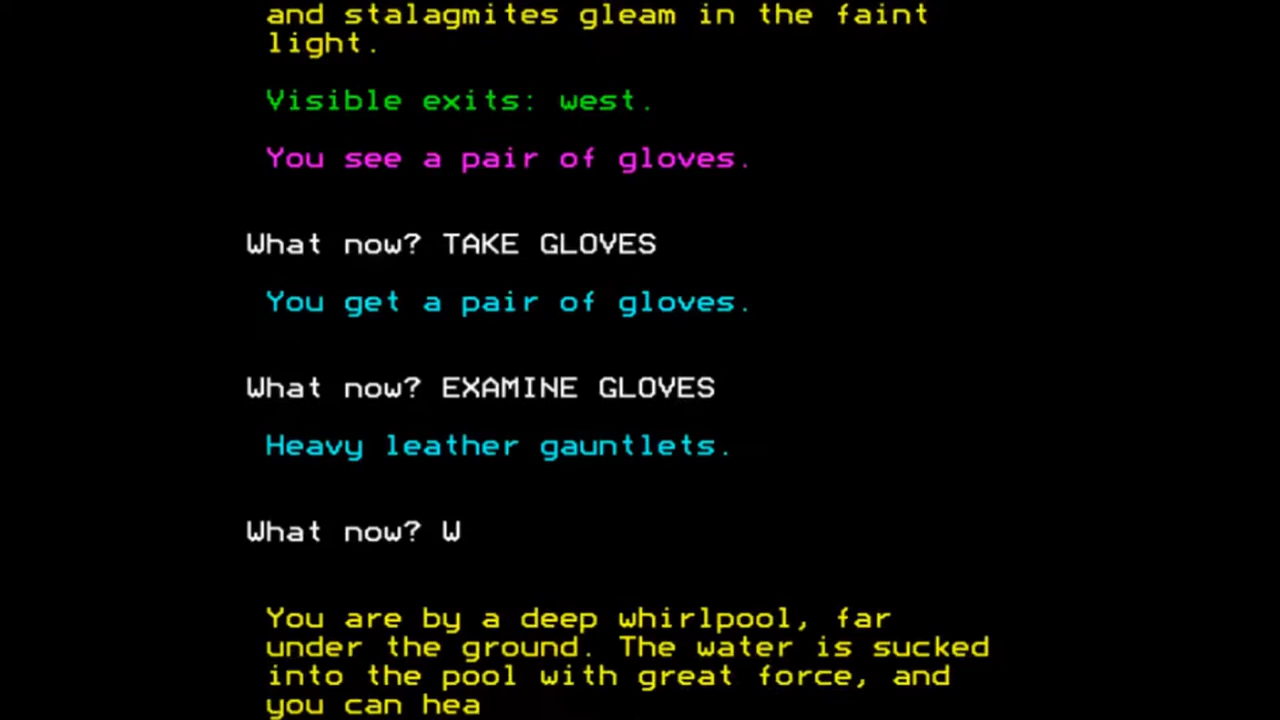 and stalagmites gleam in the faint
light.
Visible exits: west.
You see a pair of gloves.
What now? TAKE GLOVES
You get a pair of gloves.
What now? EXAMINE GLOVES
Heavy leather gauntlets.
What now? W
You are by a deep whirlpool, far
under the ground. The water is sucked
into the pool with great force, and
you can hea